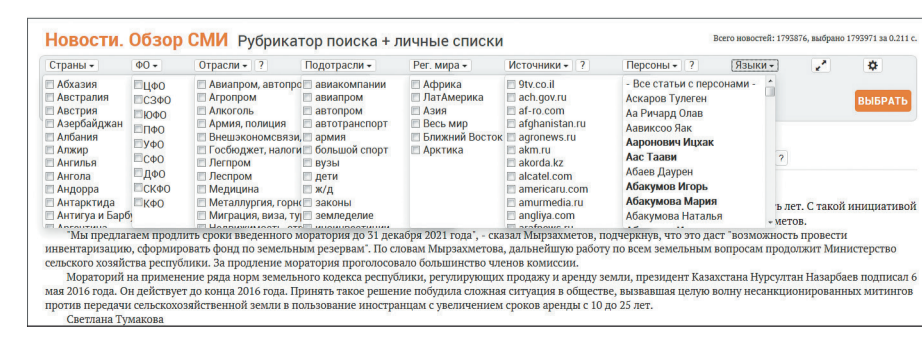 Новости. Обзор СМИ Рубрикатор поиска + личные списки
Всего новостей: 1793876, выбрано 1793971 за 0.211 с.
Страны ФО Отрасли ? Подотрасли Рег. мира Источники ? Персоны ? Языки
ВЫБРАТЬ
Абхазия
Австралия
Австрия
Азербайджан
Албания
Алжир
Ангилья
Ангола
Андорра
Антарктида
Антигуа и Барбу
Аргентина
ЦФО
СЗФО
ЮФО
ПФО
УФО
СФО
ДФО
СКФО
КФО
Авиапром, автопро
Агропром
Алкоголь
Армия, полиция
Внешэкономсвязи,
Госбюджет, налоги
Легпром
Леспром
Медицина
Металлургия, горно
Миграция, виза, тур
авиакомпании
авиапром
автопром
автотранспорт
армия
большой спорт
вузы
дети
ж/д
законы
земледелие
инвестиции
Африка
ЛатАмерика
Азия
Весь мир
Ближний Восток
Арктика
9tv.co.il
ach.gov.ru
af-ro.com
afghanistan.ru
agronews.ru
akm.ru
akorda.kz
alcatel.com
americaru.com
amurmedia.ru
angliya.com
- Все статьи с персонами -
Аскаров Тулеген
Аа Ричард Олав
Аавиксоо Яак
Ааронович Ицхак
Аас Таави
Абаев Даурен
Абакумов Игорь
Абакумова Мария
Абакумова Наталья
?
лет. С такой инициативой
метов.
"Мы предлагаем продлить сроки введенного моратория до 31 декабря 2021 года", - сказал Мырзахметов, подчеркнув, что это даст "возможность провести
инвентаризацию, сформировать фонд по земельным резервам". По словам Мырзахметова, дальнейшую работу по всем земельным вопросам продолжит Министерство
сельского хозяйства республики. За продление моратория проголосовало большинство членов комиссии.
Мораторий на применение ряда норм земельного кодекса республики, регулирующих продажу и аренду земли, президент Казахстана Нурсултан Назарбаев подписал 6
мая 2016 года. Он действует до конца 2016 года. Принять такое решение побудила сложная ситуация в обществе, вызвавшая целую волну несанкционированных митингов
против передачи сельскохозяйственной земли в пользование иностранцам с увеличением сроков аренды с 10 до 25 лет.
Светлана Тумакова